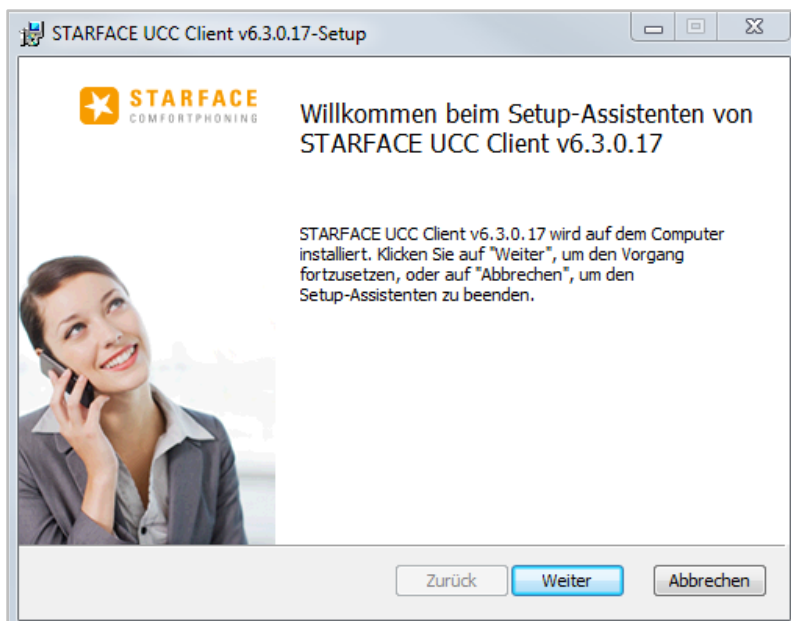 STARFACE UCC Client v6.3.0.17-Setup
STARFACE
COMFORTPHONING
Willkommen beim Setup-Assistenten von
STARFACE UCC Client v6.3.0.17
STARFACE UCC Client v6.3.0.17 wird auf dem Computer
installiert. Klicken Sie auf "Weiter", um den Vorgang
fortzusetzen, oder auf "Abbrechen", um den
Setup-Assistenten zu beenden.
Zurück Weiter Abbrechen